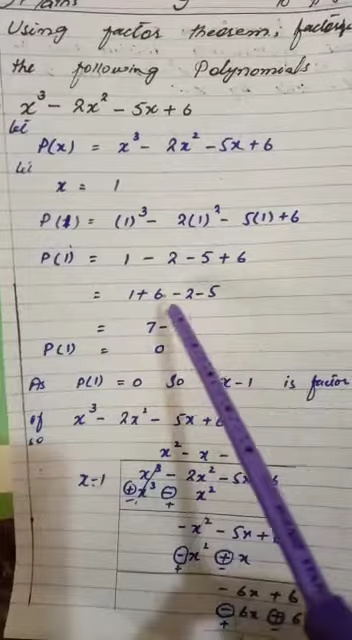 Using factor theorem, factorize
the following Polynomials
x³ - 2x² - 5x + 6
let
P(x) = x³ - 2x² - 5x + 6
let
x = 1
P(1) = (1)³ - 2(1)² - 5(1) + 6
P(1) = 1 - 2 - 5 + 6
= 1 + 6 - 2 - 5
= 7 -
P(1) = 0
As P(1) = 0 So x-1 is factor
of x³ - 2x² - 5x + 6
so
x² - x -
x-1 x³ - 2x² - 5x
⊕x³ ⊖ x²
- +
-x² - 5x +
⊖x² ⊕ x
+ -
- 6x + 6
⊖ 6x ⊕ 6
+ -